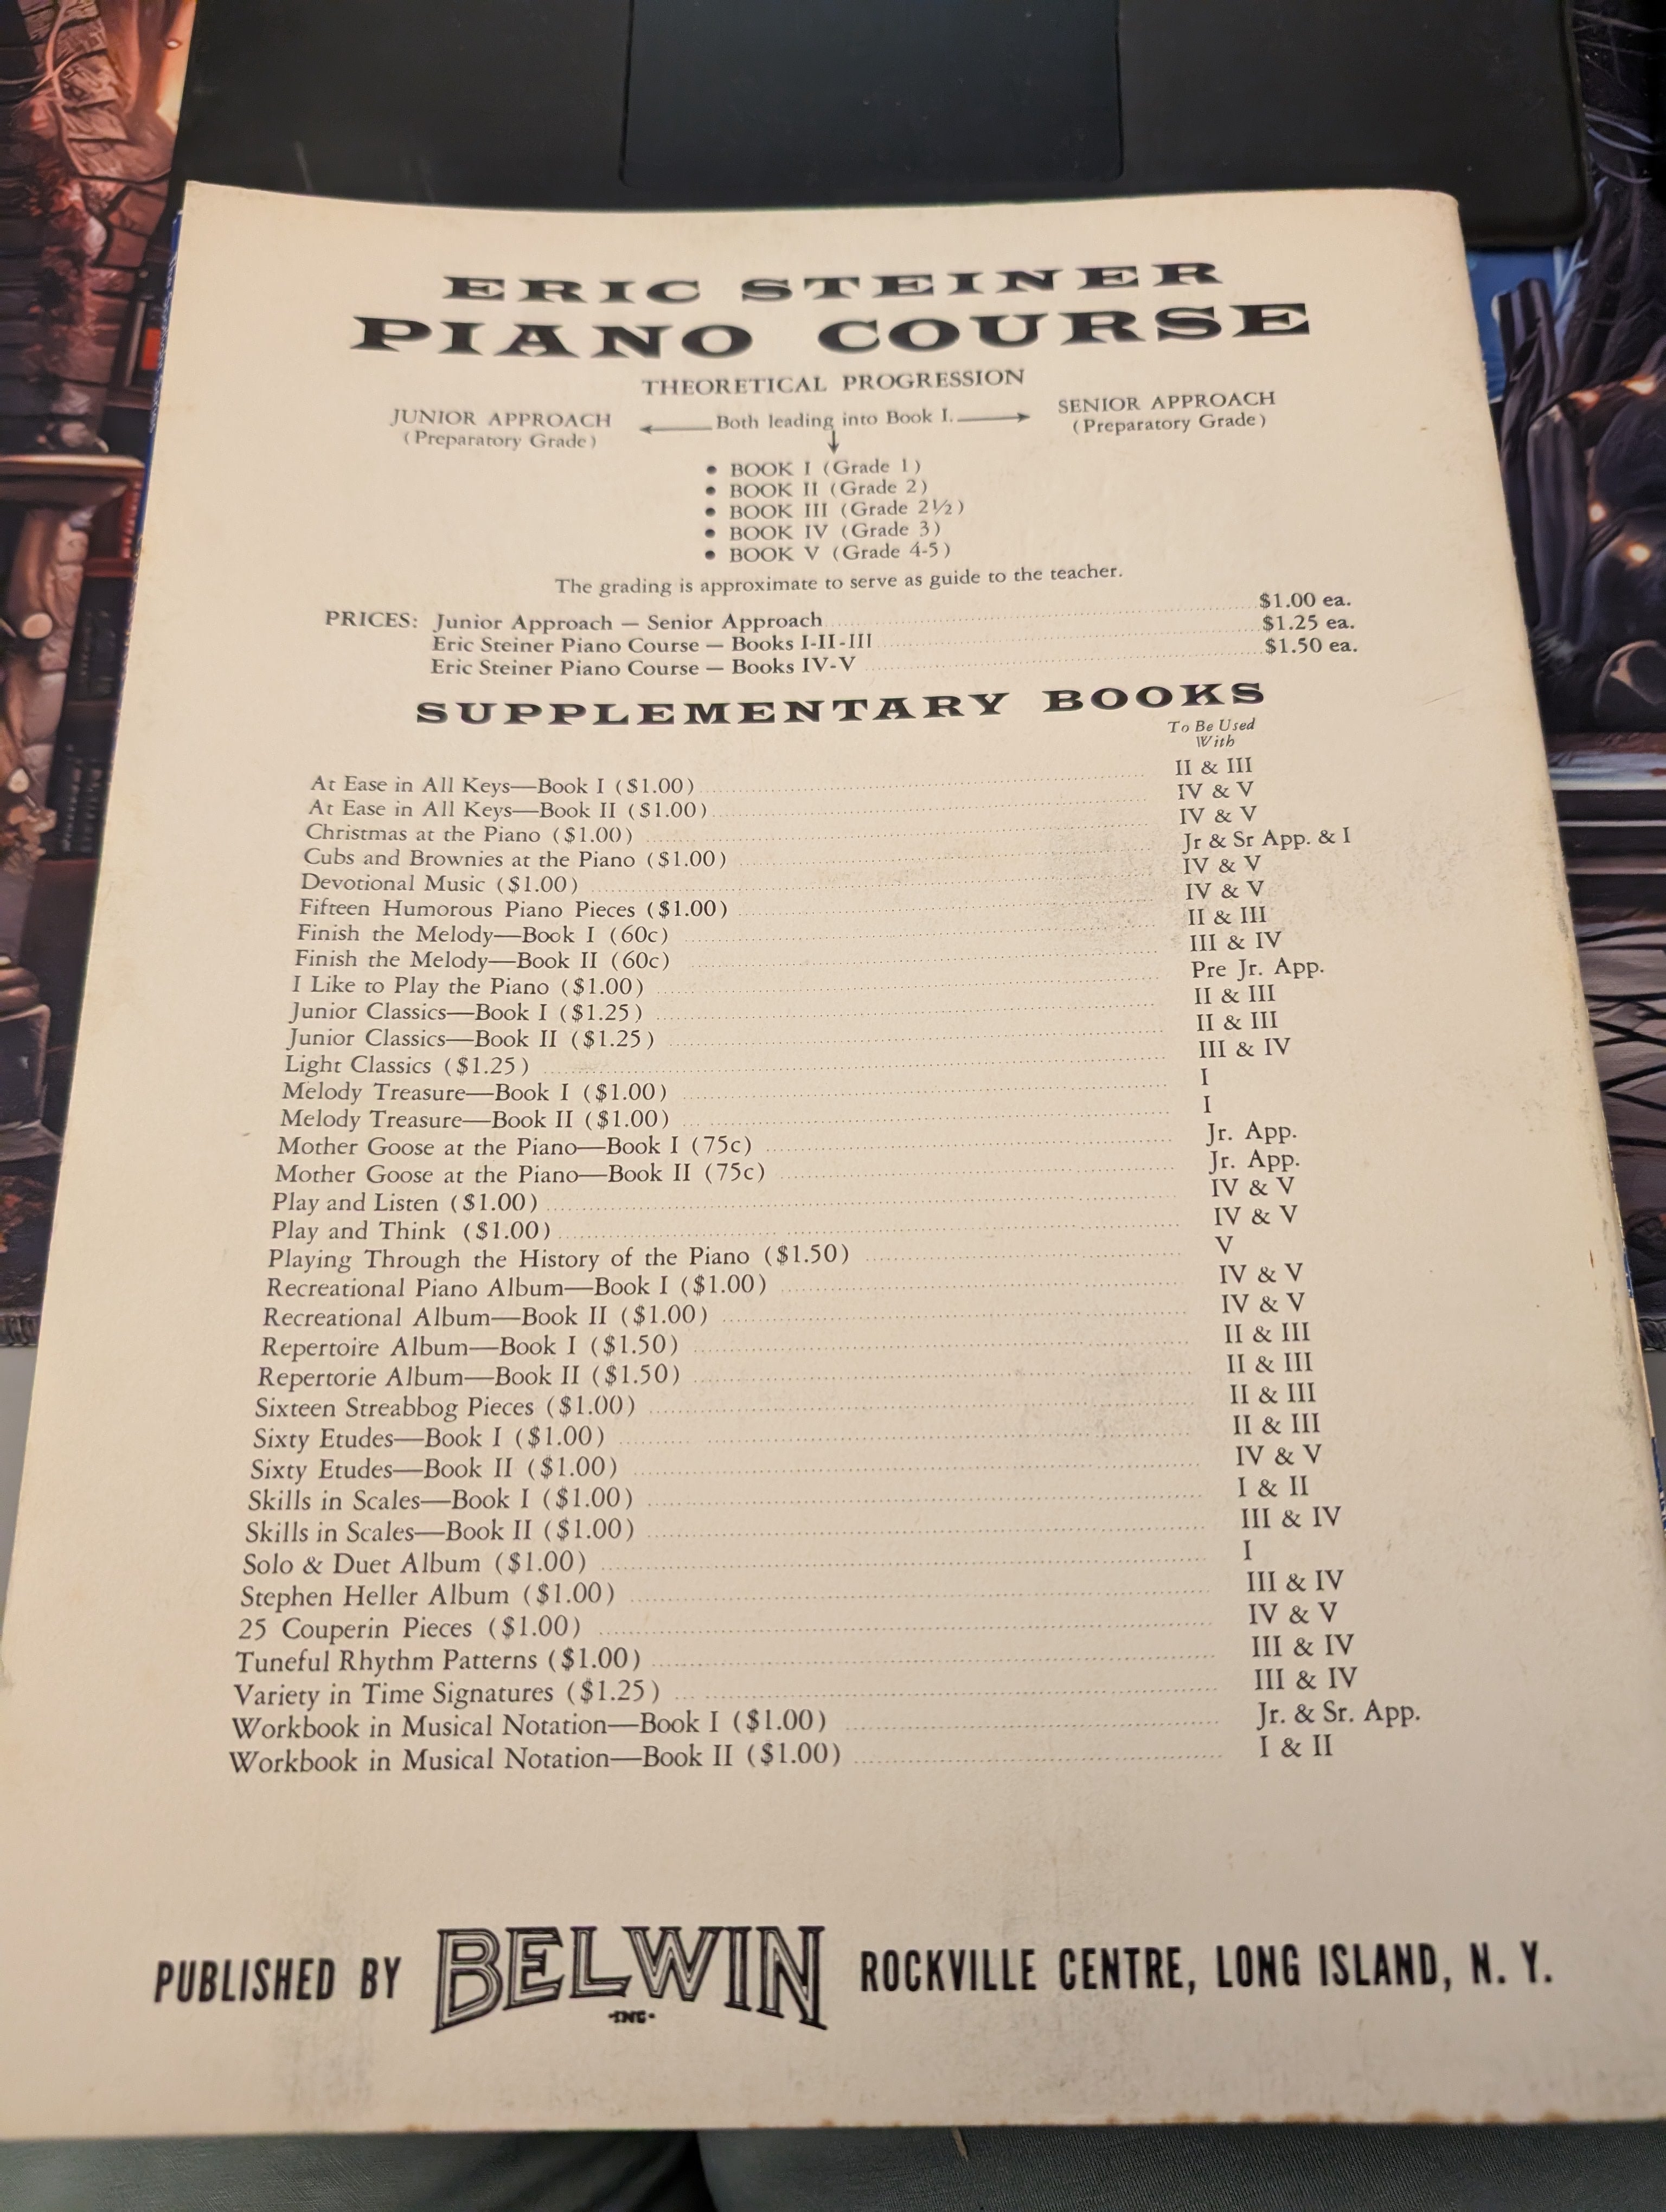 ERIC STEINER
PIANO COURSE
THEORETICAL PROGRESSION
JUNIOR APPROACH Both leading into Book I. SENIOR APPROACH
(Preparatory Grade) (Preparatory Grade)
• BOOK I (Grade 1)
• BOOK II (Grade 2)
• BOOK III (Grade 2½)
• BOOK IV (Grade 3)
• BOOK V (Grade 4-5)
The grading is approximate to serve as guide to the teacher.
PRICES: Junior Approach — Senior Approach $1.00 ea.
Eric Steiner Piano Course — Books I-II-III $1.25 ea.
Eric Steiner Piano Course — Books IV-V $1.50 ea.
SUPPLEMENTARY BOOKS
To Be Used
With
At Ease in All Keys—Book I ($1.00) II & III
At Ease in All Keys—Book II ($1.00) IV & V
Christmas at the Piano ($1.00) IV & V
Cubs and Brownies at the Piano ($1.00) Jr & Sr App. & I
Devotional Music ($1.00) IV & V
Fifteen Humorous Piano Pieces ($1.00) IV & V
Finish the Melody—Book I (60c) II & III
Finish the Melody—Book II (60c) III & IV
I Like to Play the Piano ($1.00) Pre Jr. App.
Junior Classics—Book I ($1.25) II & III
Junior Classics—Book II ($1.25) II & III
Light Classics ($1.25) III & IV
Melody Treasure—Book I ($1.00) I
Melody Treasure—Book II ($1.00) I
Mother Goose at the Piano—Book I (75c) Jr. App.
Mother Goose at the Piano—Book II (75c) Jr. App.
Play and Listen ($1.00) IV & V
Play and Think ($1.00) IV & V
Playing Through the History of the Piano ($1.50) V
Recreational Piano Album—Book I ($1.00) IV & V
Recreational Album—Book II ($1.00) IV & V
Repertoire Album—Book I ($1.50) II & III
Repertorie Album—Book II ($1.50) II & III
Sixteen Streabbog Pieces ($1.00) II & III
Sixty Etudes—Book I ($1.00) II & III
Sixty Etudes—Book II ($1.00) IV & V
Skills in Scales—Book I ($1.00) I & II
Skills in Scales—Book II ($1.00) III & IV
Solo & Duet Album ($1.00) I
Stephen Heller Album ($1.00) III & IV
25 Couperin Pieces ($1.00) IV & V
Tuneful Rhythm Patterns ($1.00) III & IV
Variety in Time Signatures ($1.25) III & IV
Workbook in Musical Notation—Book I ($1.00) Jr. & Sr. App.
Workbook in Musical Notation—Book II ($1.00) I & II
PUBLISHED BY BELWIN ROCKVILLE CENTRE, LONG ISLAND, N. Y.
·INC·